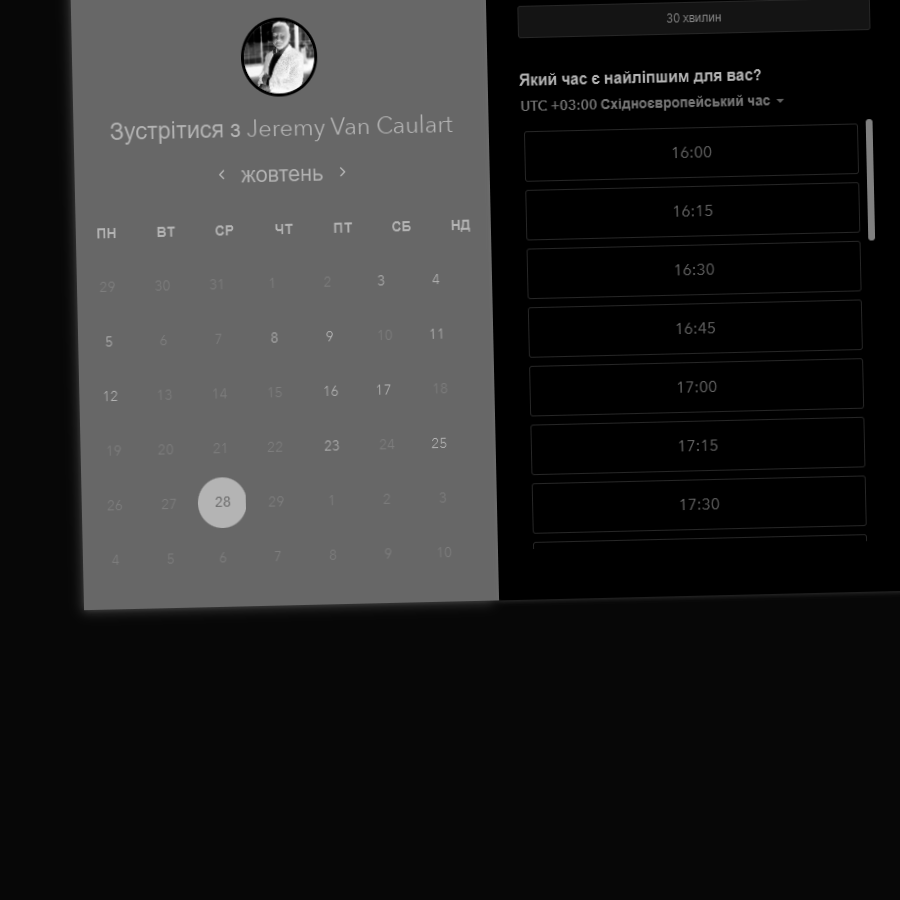 Зустрітися з Jeremy Van Caulart
жовтень
ПН ВТ СР ЧТ ПТ СБ НД
29 30 31 1 2 3 4
5 6 7 8 9 10 11
12 13 14 15 16 17 18
19 20 21 22 23 24 25
26 27 28 29 1 2 3
4 5 6 7 8 9 10
30 хвилин
Який час є найліпшим для вас?
UTC +03:00 Східноєвропейський час
16:00
16:15
16:30
16:45
17:00
17:15
17:30